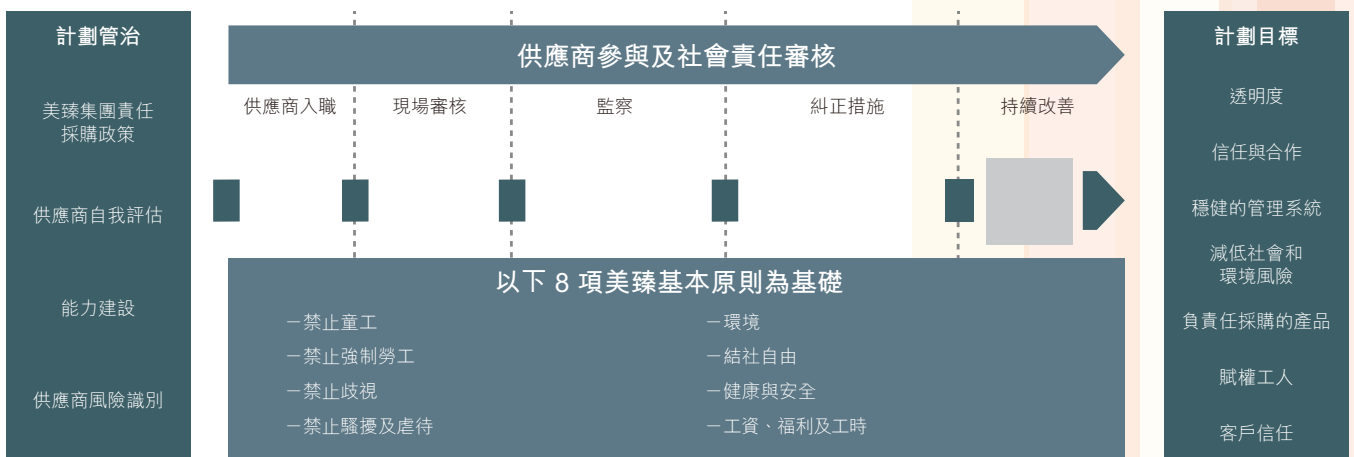 計劃管治
美臻集團責任
採購政策
供應商自我評估
能力建設
供應商風險識別
供應商參與及社會責任審核
供應商入職
現場審核
監察
糾正措施
持續改善
以下 8 項美臻基本原則為基礎
－禁止童工
－禁止強制勞工
－禁止歧視
－禁止騷擾及虐待
－環境
－結社自由
－健康與安全
－工資、福利及工時
計劃目標
透明度
信任與合作
穩健的管理系統
減低社會和
環境風險
負責任採購的產品
賦權工人
客戶信任